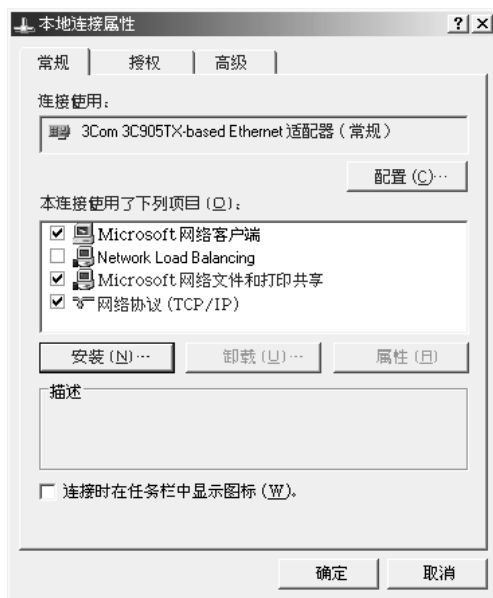 本地连接属性
常规 授权 高级
连接使用：
3Com 3C905TX-based Ethernet 适配器（常规）
配置 (C)…
本连接使用了下列项目 (O)：
Microsoft 网络客户端
Network Load Balancing
Microsoft 网络文件和打印共享
网络协议 (TCP/IP)
安装 (N)… 卸载 (U)… 属性 (R)
描述
连接时在任务栏中显示图标 (W)。
确定 取消